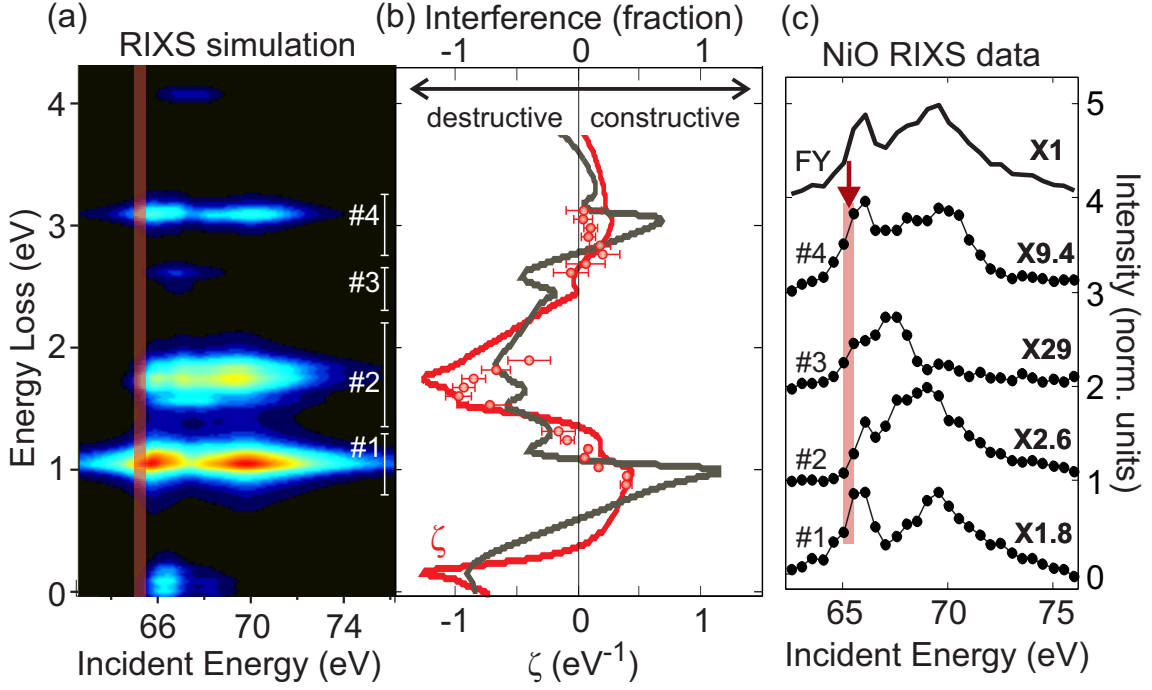 (a)
RIXS simulation
Energy Loss (eV)
4
3
2
1
0
#4
#3
#2
#1
66
70
74
Incident Energy (eV)
(b)
Interference (fraction)
-1
0
1
destructive
constructive
ζ
-1
0
1
ζ (eV⁻¹)
(c)
NiO RIXS data
FY
X1
#4
X9.4
#3
X29
#2
X2.6
#1
X1.8
5
4
3
2
1
0
Intensity (norm. units)
65
70
75
Incident Energy (eV)